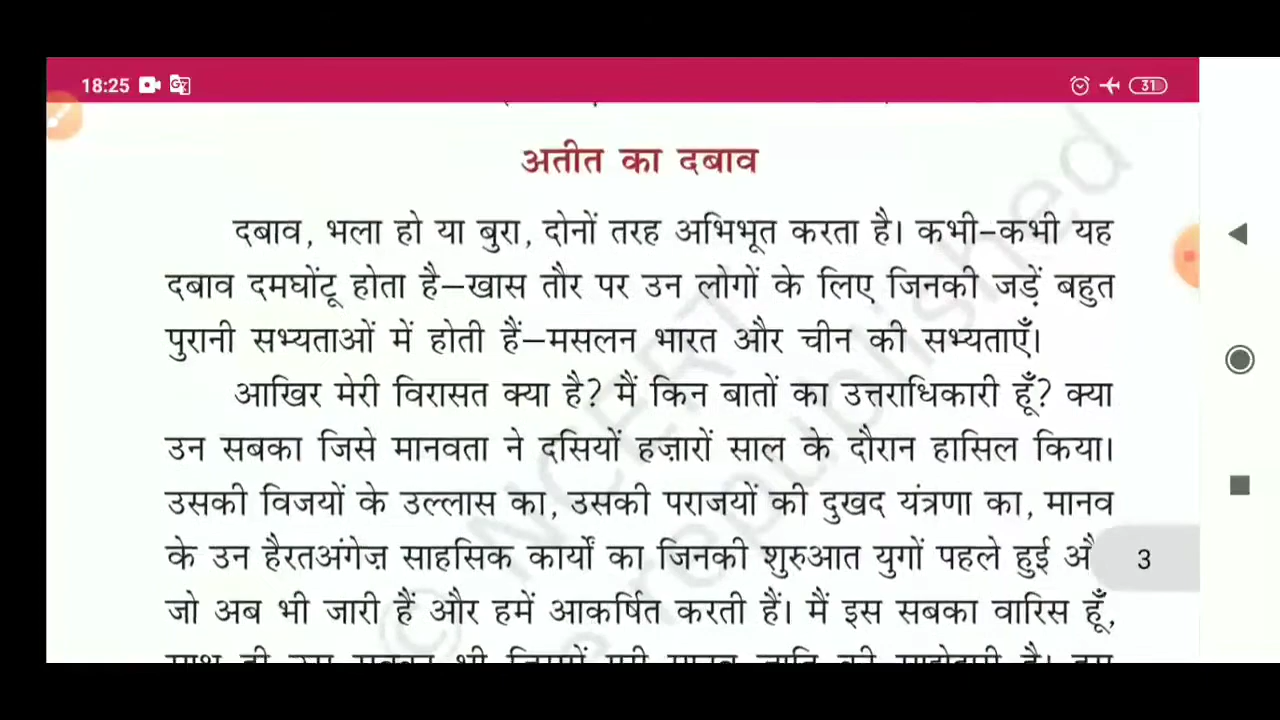 18:25
31
अतीत का दबाव
दबाव, भला हो या बुरा, दोनों तरह अभिभूत करता है। कभी-कभी यह
दबाव दमघोंटू होता है—खास तौर पर उन लोगों के लिए जिनकी जड़ें बहुत
पुरानी सभ्यताओं में होती हैं—मसलन भारत और चीन की सभ्यताएँ।
आखिर मेरी विरासत क्या है? मैं किन बातों का उत्तराधिकारी हूँ? क्या
उन सबका जिसे मानवता ने दसियों हज़ारों साल के दौरान हासिल किया।
उसकी विजयों के उल्लास का, उसकी पराजयों की दुखद यंत्रणा का, मानव
के उन हैरतअंगेज़ साहसिक कार्यों का जिनकी शुरुआत युगों पहले हुई
3
जो अब भी जारी हैं और हमें आकर्षित करती हैं। मैं इस सबका वारिस हूँ,
© NCERT
republished